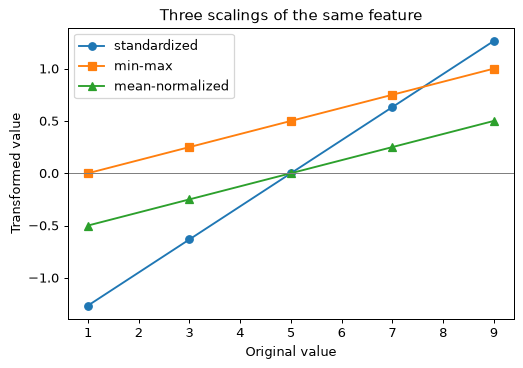 Three scalings of the same feature
standardized
min-max
mean-normalized
Transformed value
1.0
0.5
0.0
−0.5
−1.0
1 2 3 4 5 6 7 8 9
Original value